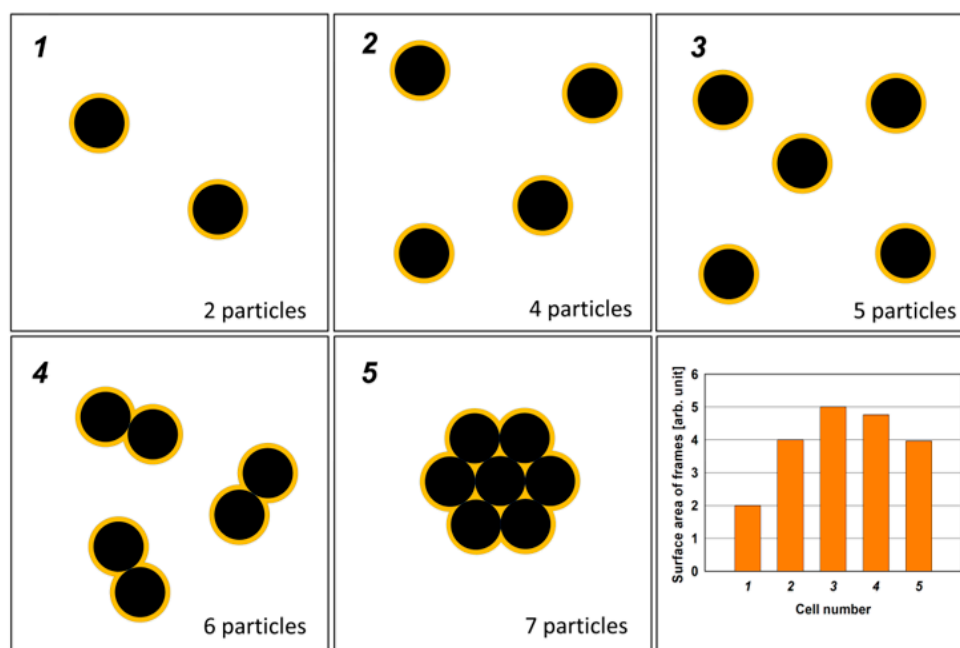 1
2 particles
2
4 particles
3
5 particles
4
6 particles
5
7 particles
Surface area of frames [arb. unit]
6
5
4
3
2
1
0
1 2 3 4 5
Cell number